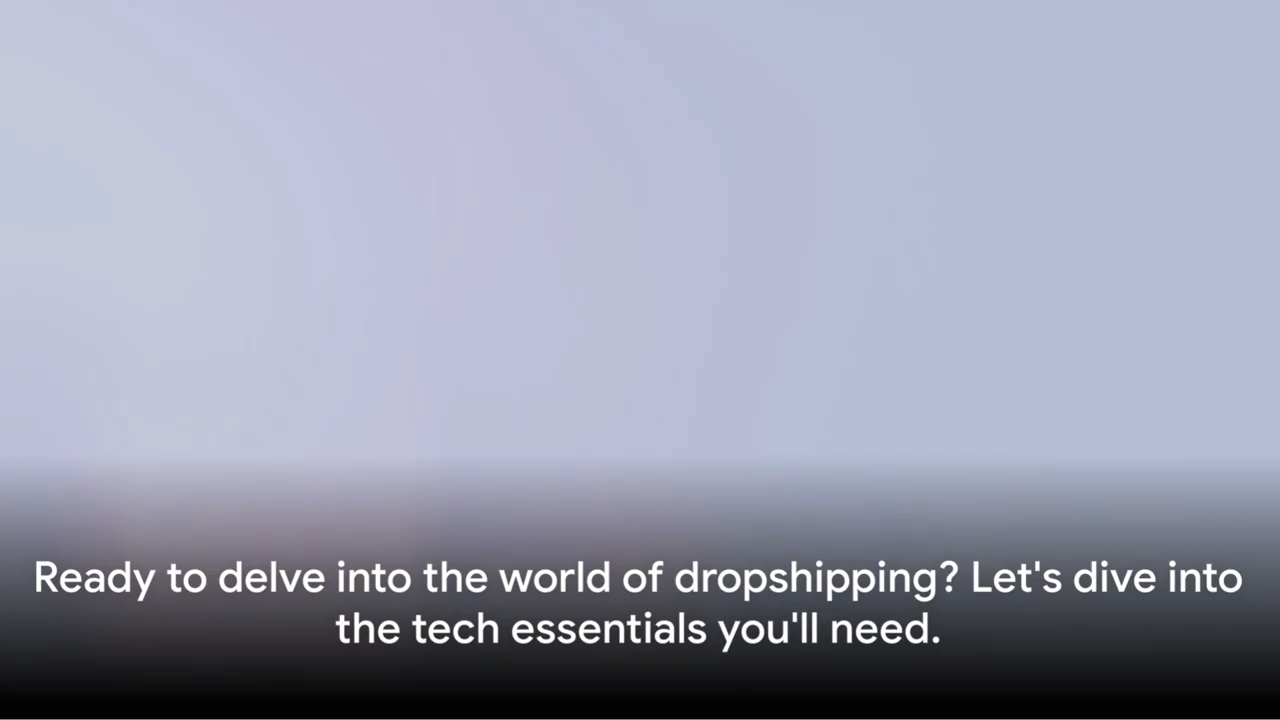 Ready to delve into the world of dropshipping? Let's dive into
the tech essentials you'll need.